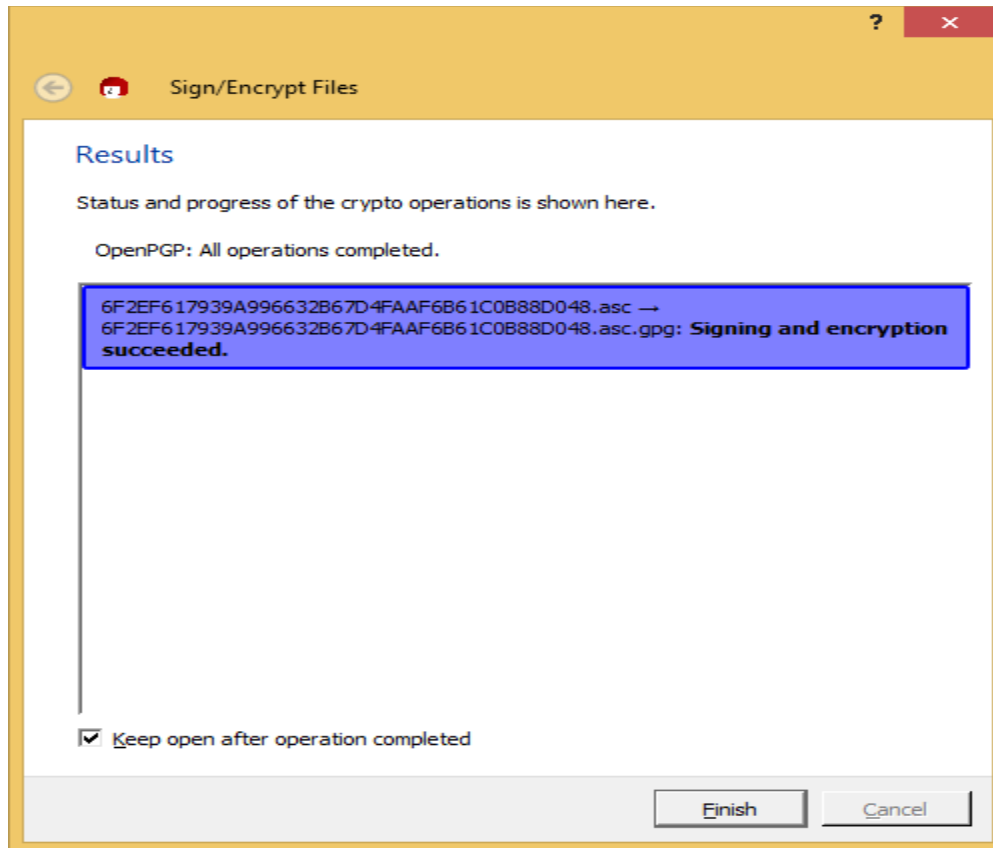 ?
Sign/Encrypt Files
Results
Status and progress of the crypto operations is shown here.
OpenPGP: All operations completed.
6F2EF617939A996632B67D4FAAF6B61C0B88D048.asc →
6F2EF617939A996632B67D4FAAF6B61C0B88D048.asc.gpg: Signing and encryption
succeeded.
Keep open after operation completed
Finish
Cancel